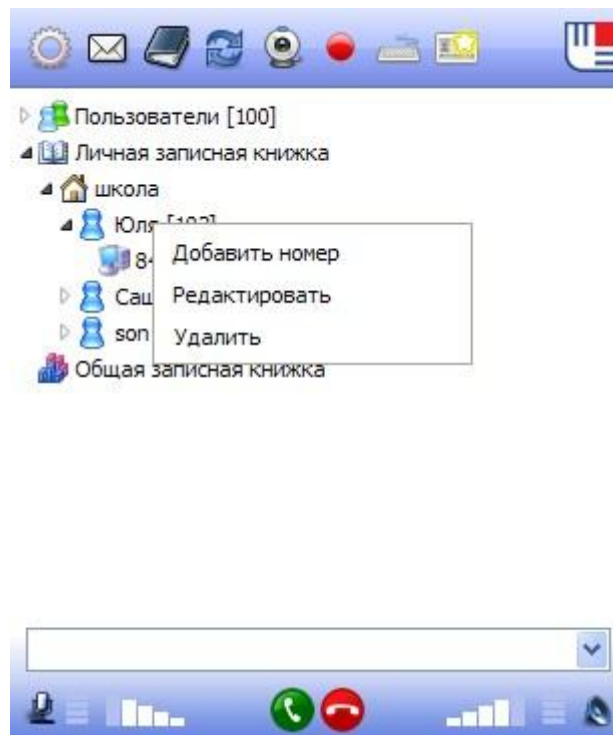 Пользователи [100]
Личная записная книжка
школа
Юля
Добавить номер
Редактировать
son
Удалить
Общая записная книжка